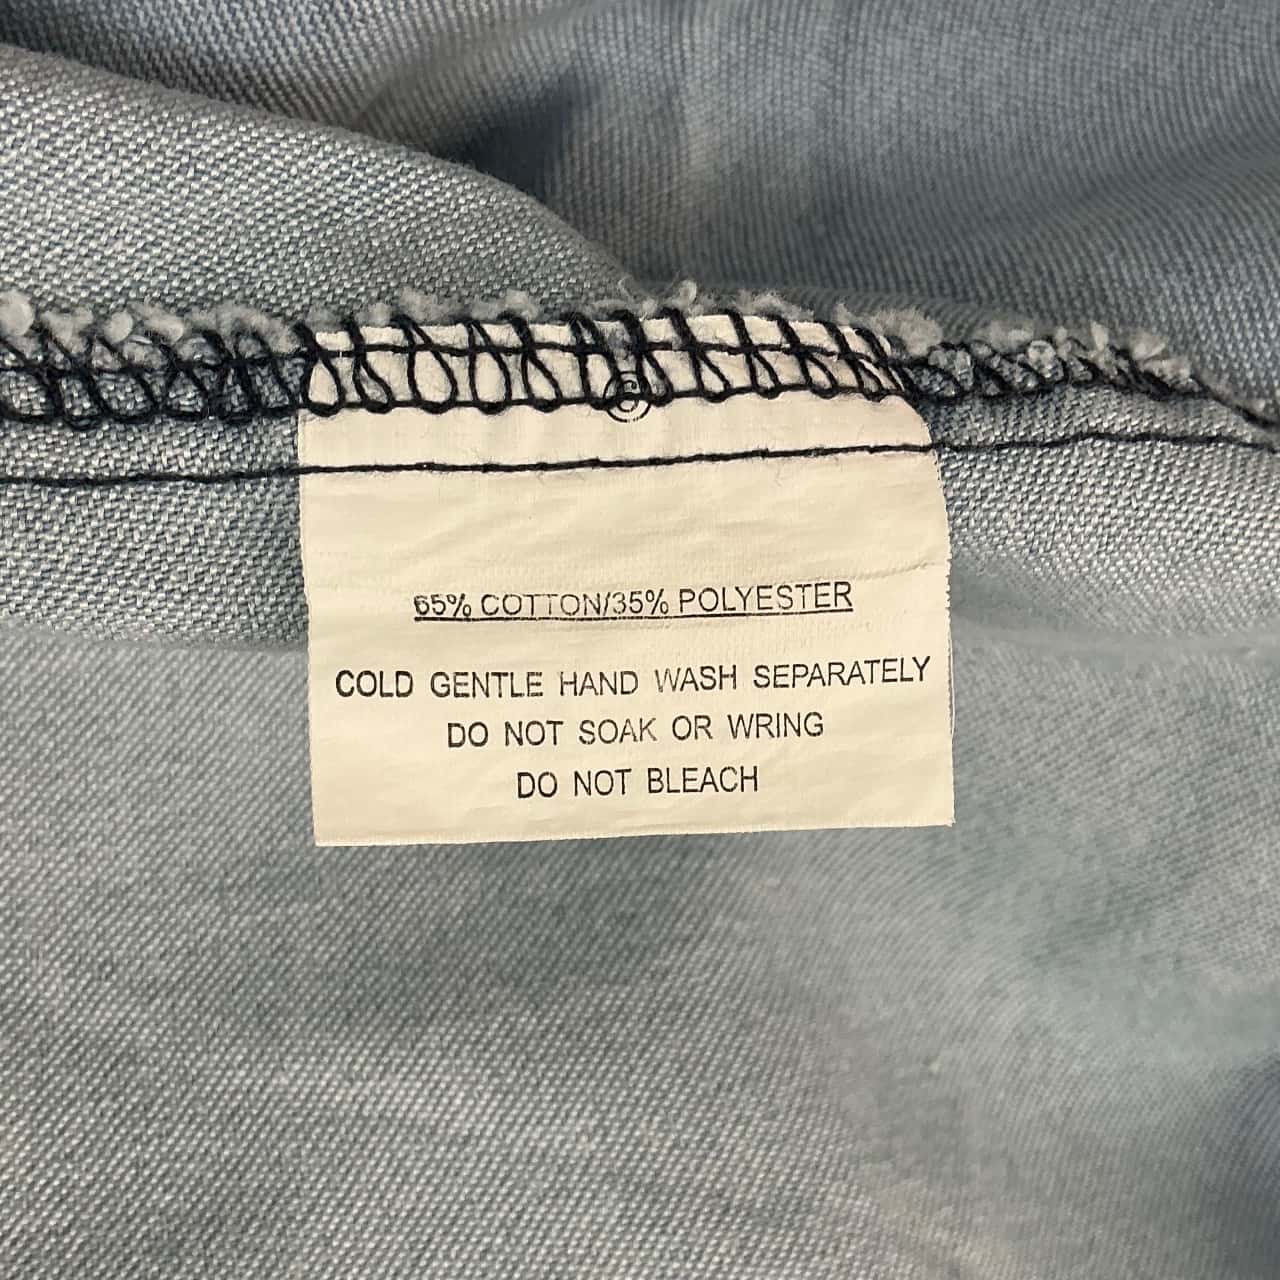 65% COTTON/35% POLYESTER
COLD GENTLE HAND WASH SEPARATELY
DO NOT SOAK OR WRING
DO NOT BLEACH